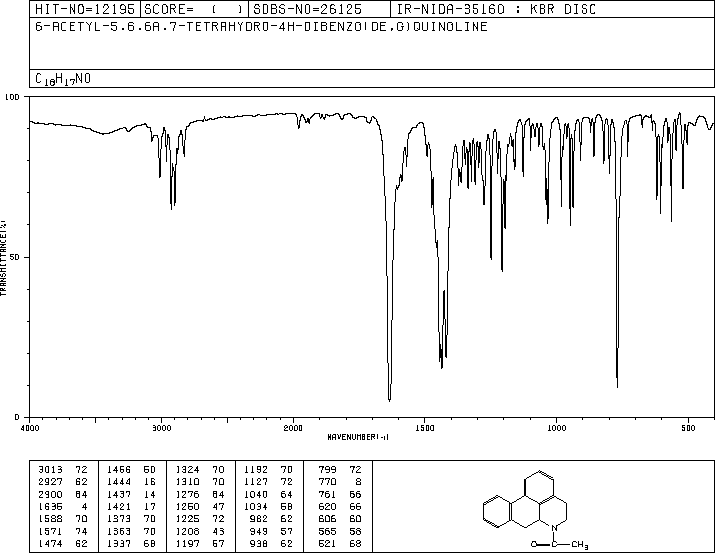 HIT-NO=12195 SCORE= ( ) SDBS-NO=26125 IR-NIDA-35160 : KBR DISC
6-ACETYL-5,6,6A,7-TETRAHYDRO-4H-DIBENZO(DE,G)QUINOLINE
C18H17NO
100
50
0
TRANSMITTANCE(%)
4000 3000 2000 1500 1000 500
WAVENUMBER(-1)
3013 72 1456 50 1324 70 1192 70 799 72
2927 62 1444 16 1310 70 1127 72 770 8
2900 64 1437 14 1276 64 1040 64 761 66
1635 4 1421 17 1250 47 1034 58 620 66
1588 70 1373 70 1225 72 982 62 606 60
1571 74 1363 70 1208 43 949 57 565 58
1474 62 1337 68 1197 57 938 62 521 68
N
O C CH3